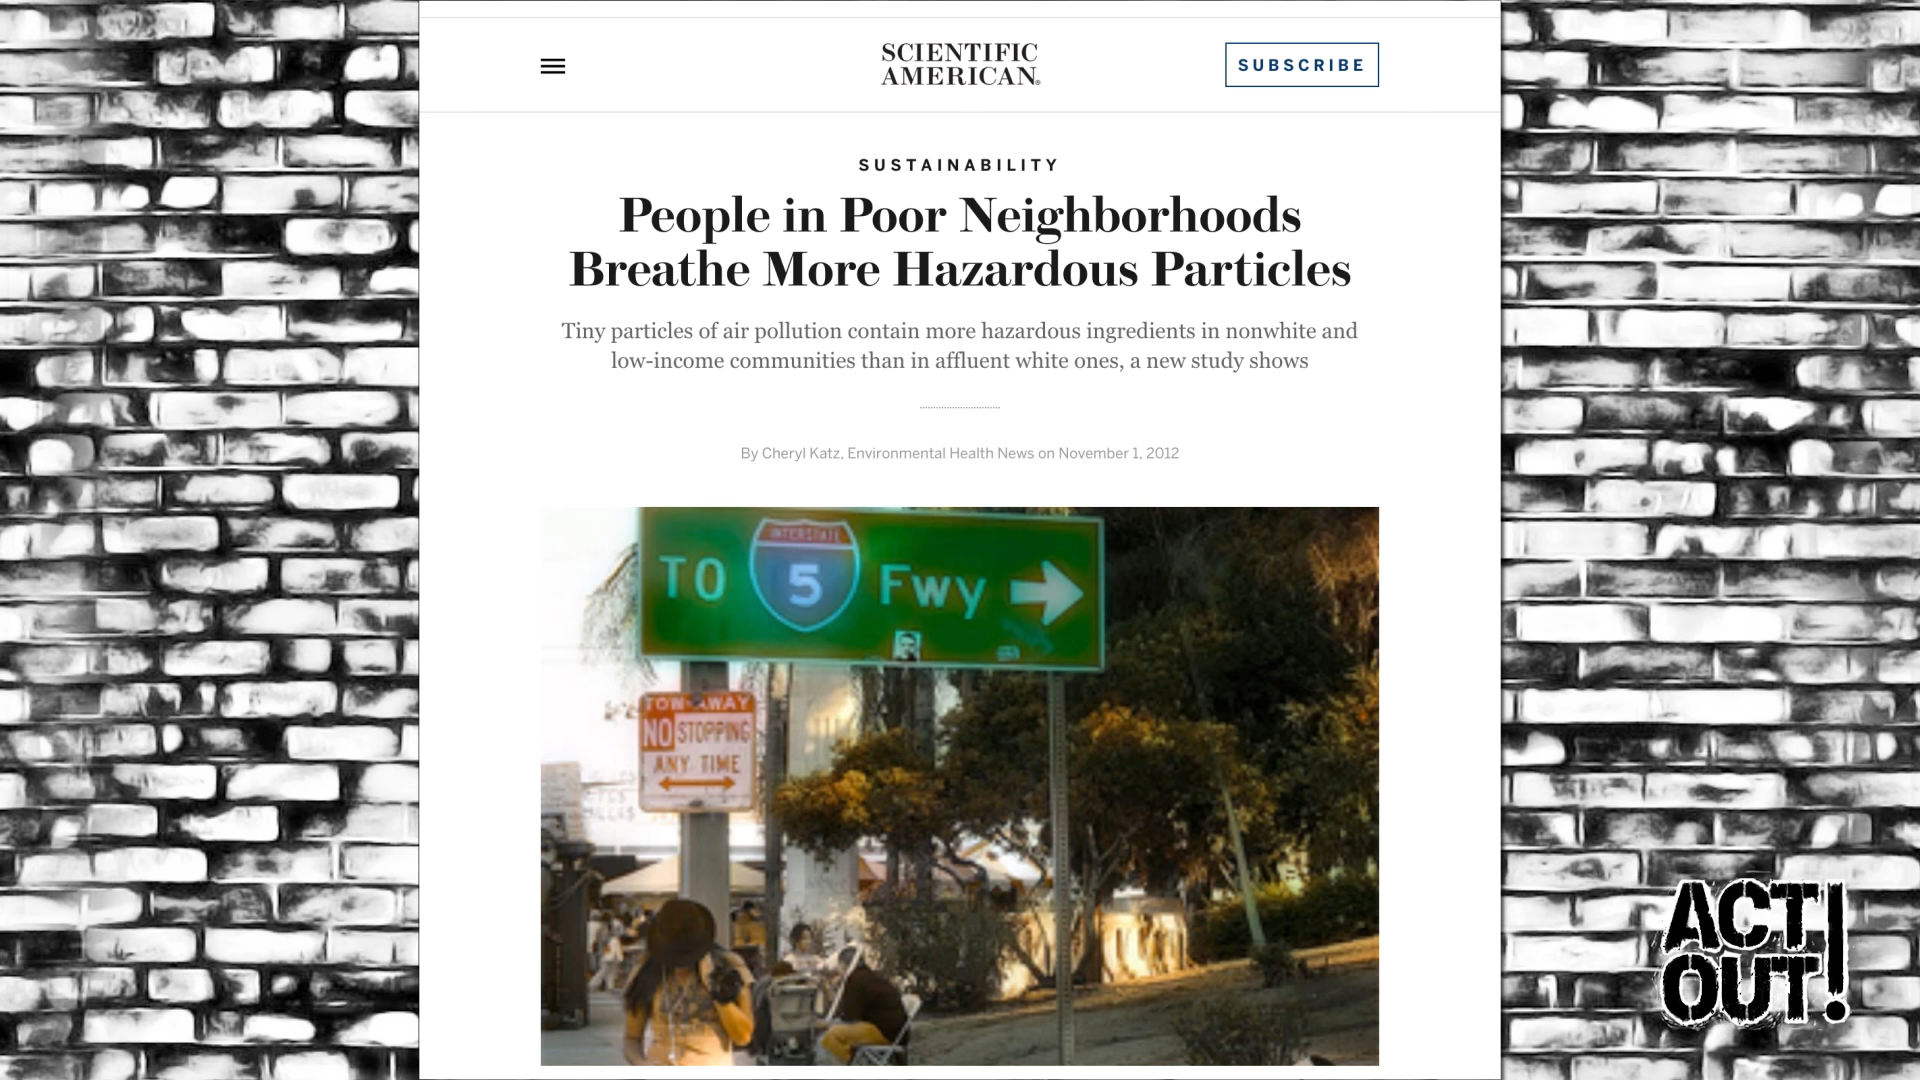 SCIENTIFIC
AMERICAN®
SUBSCRIBE
SUSTAINABILITY
People in Poor Neighborhoods
Breathe More Hazardous Particles
Tiny particles of air pollution contain more hazardous ingredients in nonwhite and
low-income communities than in affluent white ones, a new study shows
By Cheryl Katz, Environmental Health News on November 1, 2012
INTERSTATE
TO 5 Fwy
TOW-AWAY
NO STOPPING
ANY TIME
ACT
OUT!